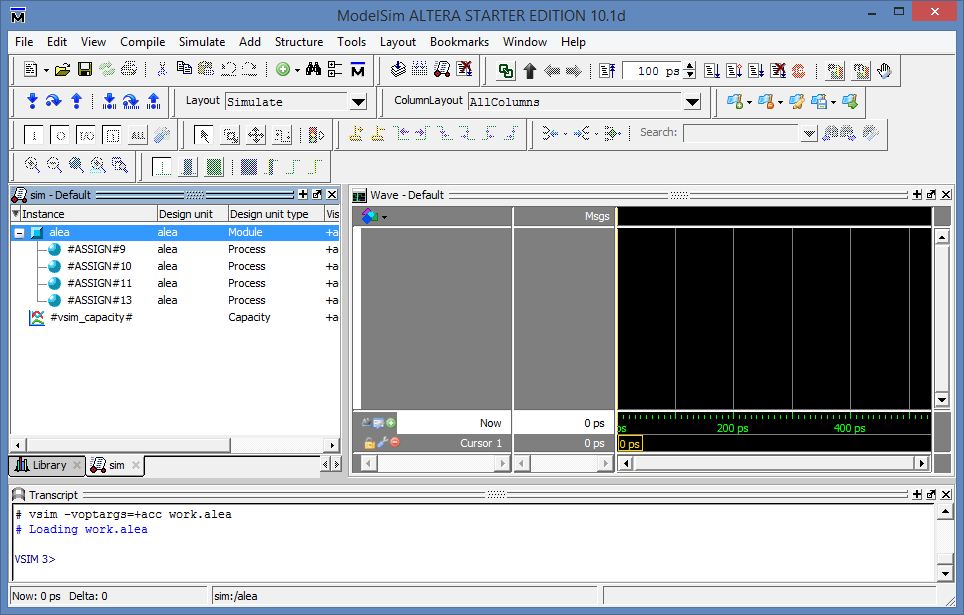 ModelSim ALTERA STARTER EDITION 10.1d
File Edit View Compile Simulate Add Structure Tools Layout Bookmarks Window Help
100 ps
Layout Simulate ColumnLayout AllColumns
Search:
sim - Default
Instance Design unit Design unit type Vis
alea alea Module +a
#ASSIGN#9 alea Process +a
#ASSIGN#10 alea Process +a
#ASSIGN#11 alea Process +a
#ASSIGN#13 alea Process +a
#vsim_capacity# Capacity +a
Library sim
Wave - Default
Msgs
Now 0 ps
Cursor 1 0 ps
ps 200 ps 400 ps
0 ps
Transcript
# vsim -voptargs=+acc work.alea
# Loading work.alea
VSIM 3>
Now: 0 ps Delta: 0 sim:/alea